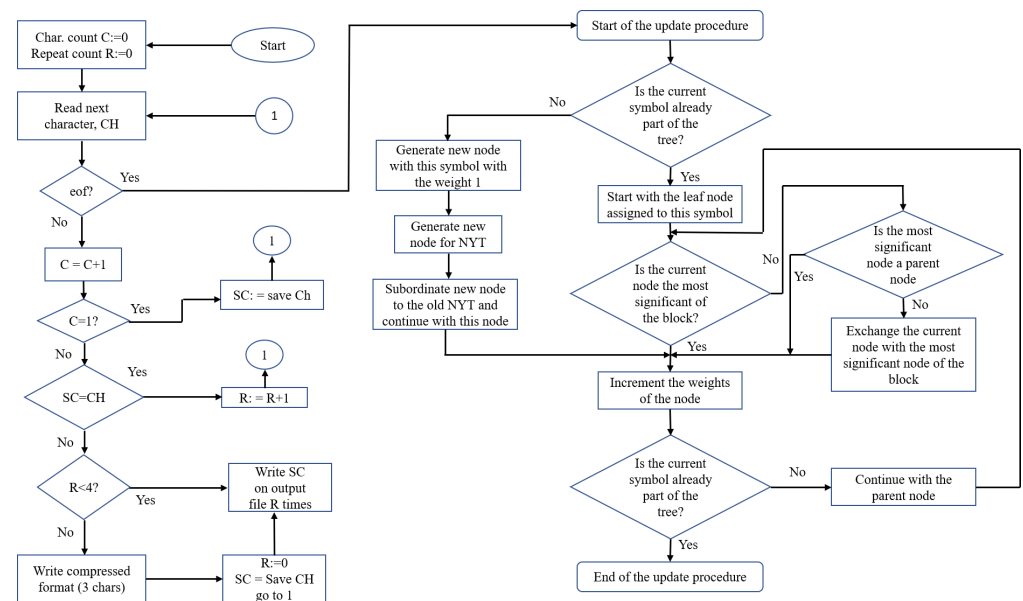 Char. count C:=0
Repeat count R:=0
Start
Read next
character, CH
1
eof?
Yes
No
C = C+1
1
SC: = save Ch
C=1?
Yes
No
1
R: = R+1
SC=CH
Yes
No
R<4?
Yes
No
Write SC
on output
file R times
Write compressed
format (3 chars)
R:=0
SC = Save CH
go to 1
Start of the update procedure
Is the current
symbol already
part of the
tree?
No
Yes
Generate new node
with this symbol with
the weight 1
Generate new
node for NYT
Subordinate new node
to the old NYT and
continue with this node
Start with the leaf node
assigned to this symbol
Is the current
node the most
significant of
the block?
No
Yes
Is the most
significant
node a parent
node
Yes
No
Exchange the current
node with the most
significant node of the
block
Increment the weights
of the node
Is the current
symbol already
part of the
tree?
No
Continue with the
parent node
Yes
End of the update procedure